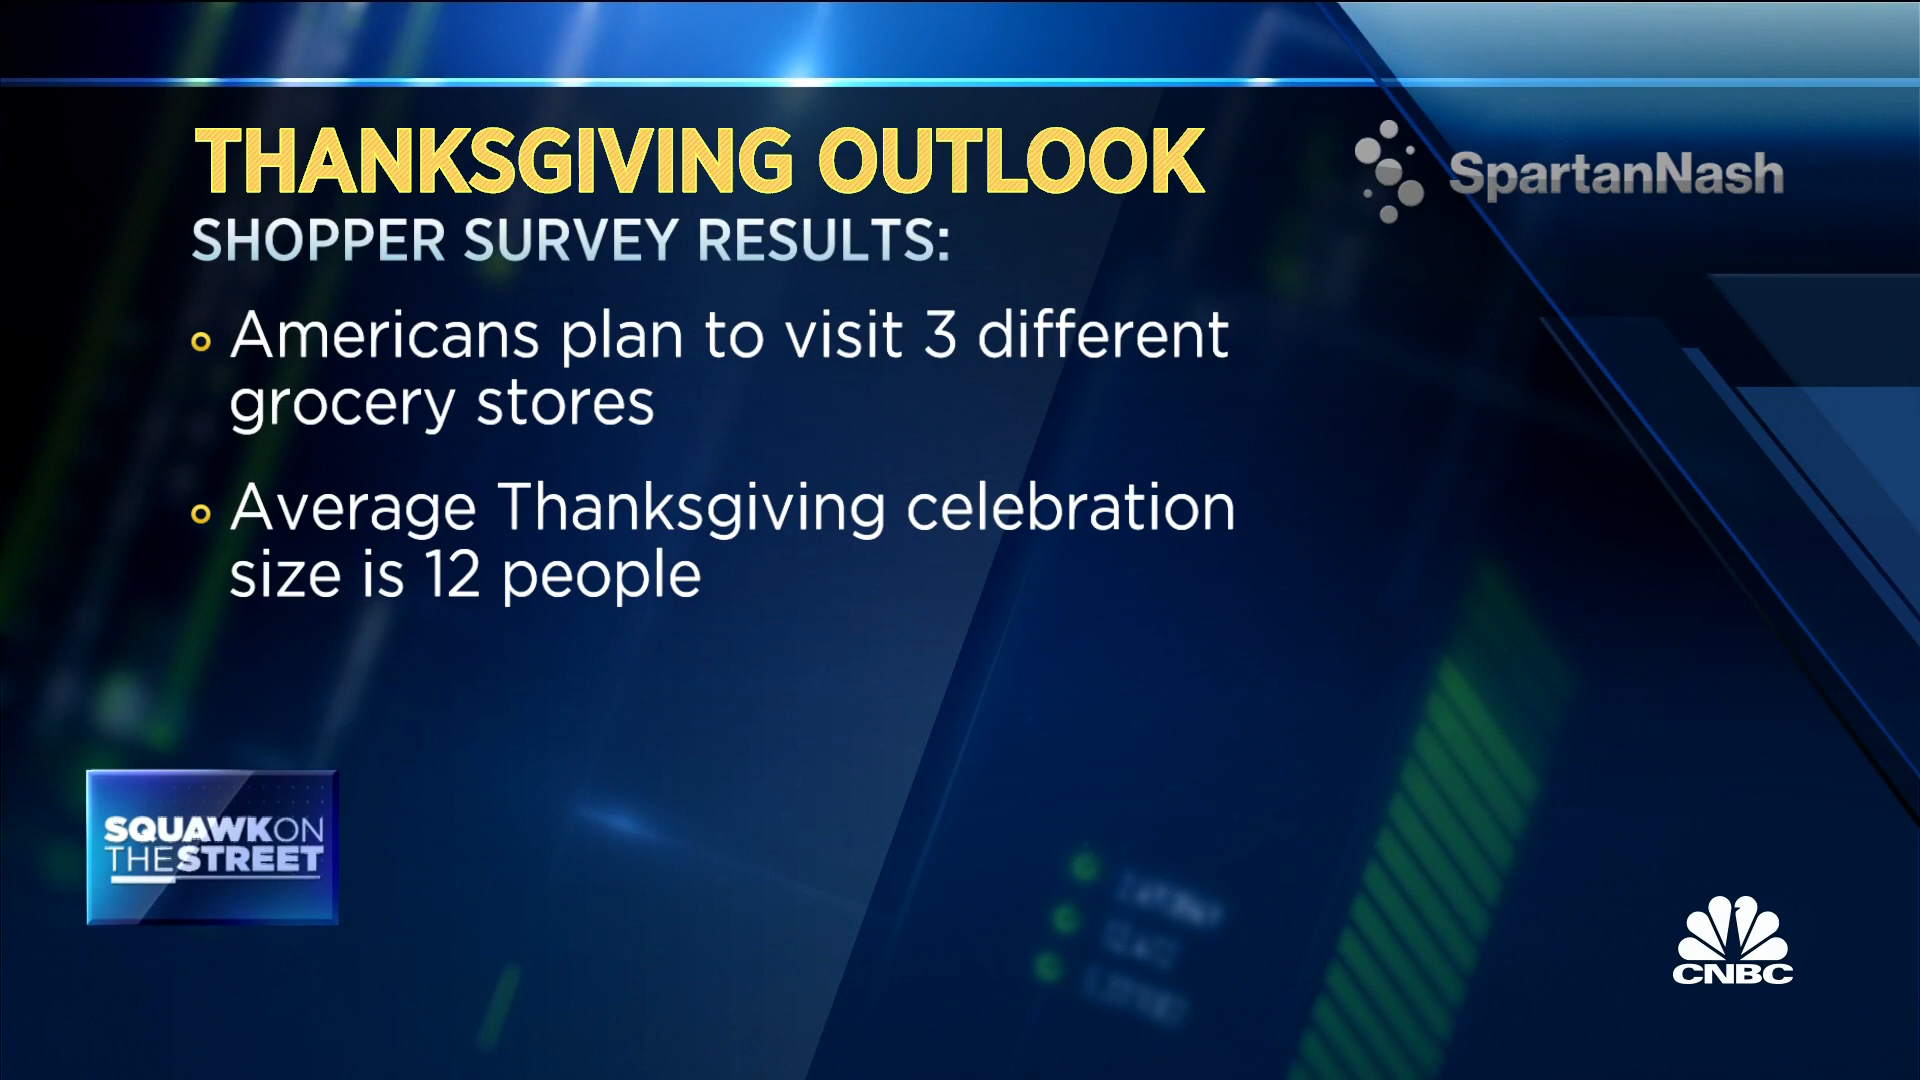 THANKSGIVING OUTLOOK
SpartanNash
SHOPPER SURVEY RESULTS:
Americans plan to visit 3 different
grocery stores
Average Thanksgiving celebration
size is 12 people
SQUAWK ON
THE STREET
CNBC